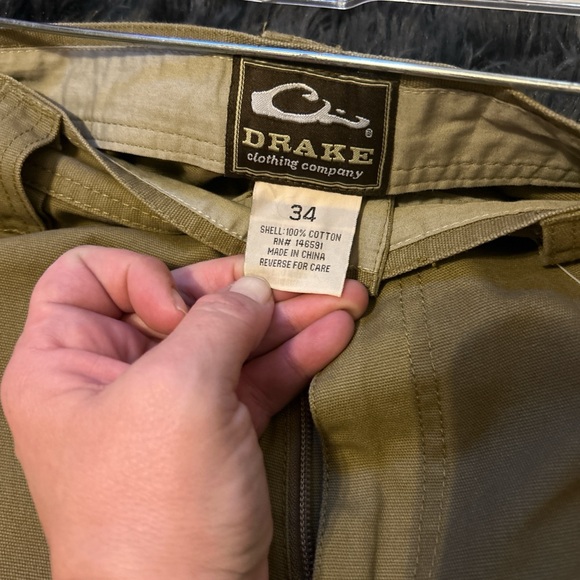 DRAKE
®
clothing company
34
SHELL:100% COTTON
RN# 146591
MADE IN CHINA
REVERSE FOR CARE